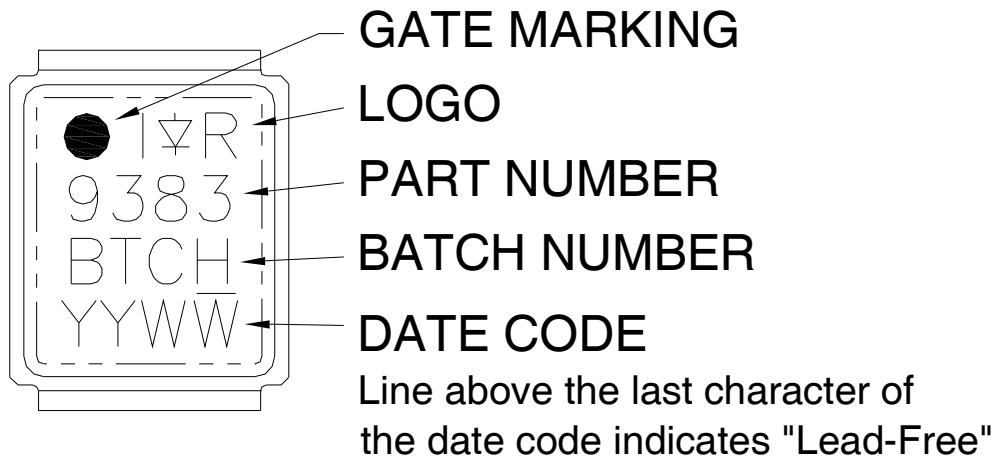 GATE MARKING
I R
LOGO
9383
PART NUMBER
BTCH
BATCH NUMBER
YYWW̅
DATE CODE
Line above the last character of
the date code indicates "Lead-Free"